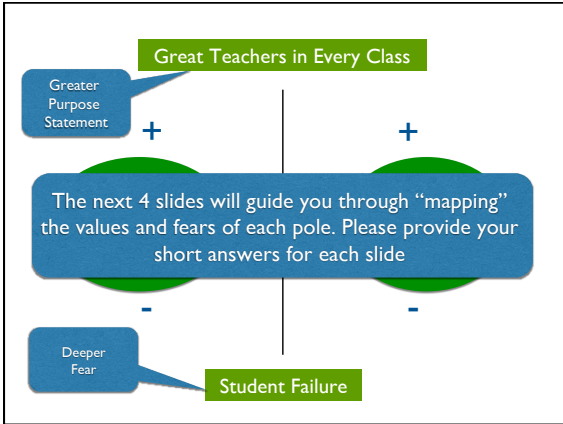 Great Teachers in Every Class
Greater
Purpose
Statement
+
+
The next 4 slides will guide you through “mapping”
the values and fears of each pole. Please provide your
short answers for each slide
-
-
Deeper
Fear
Student Failure